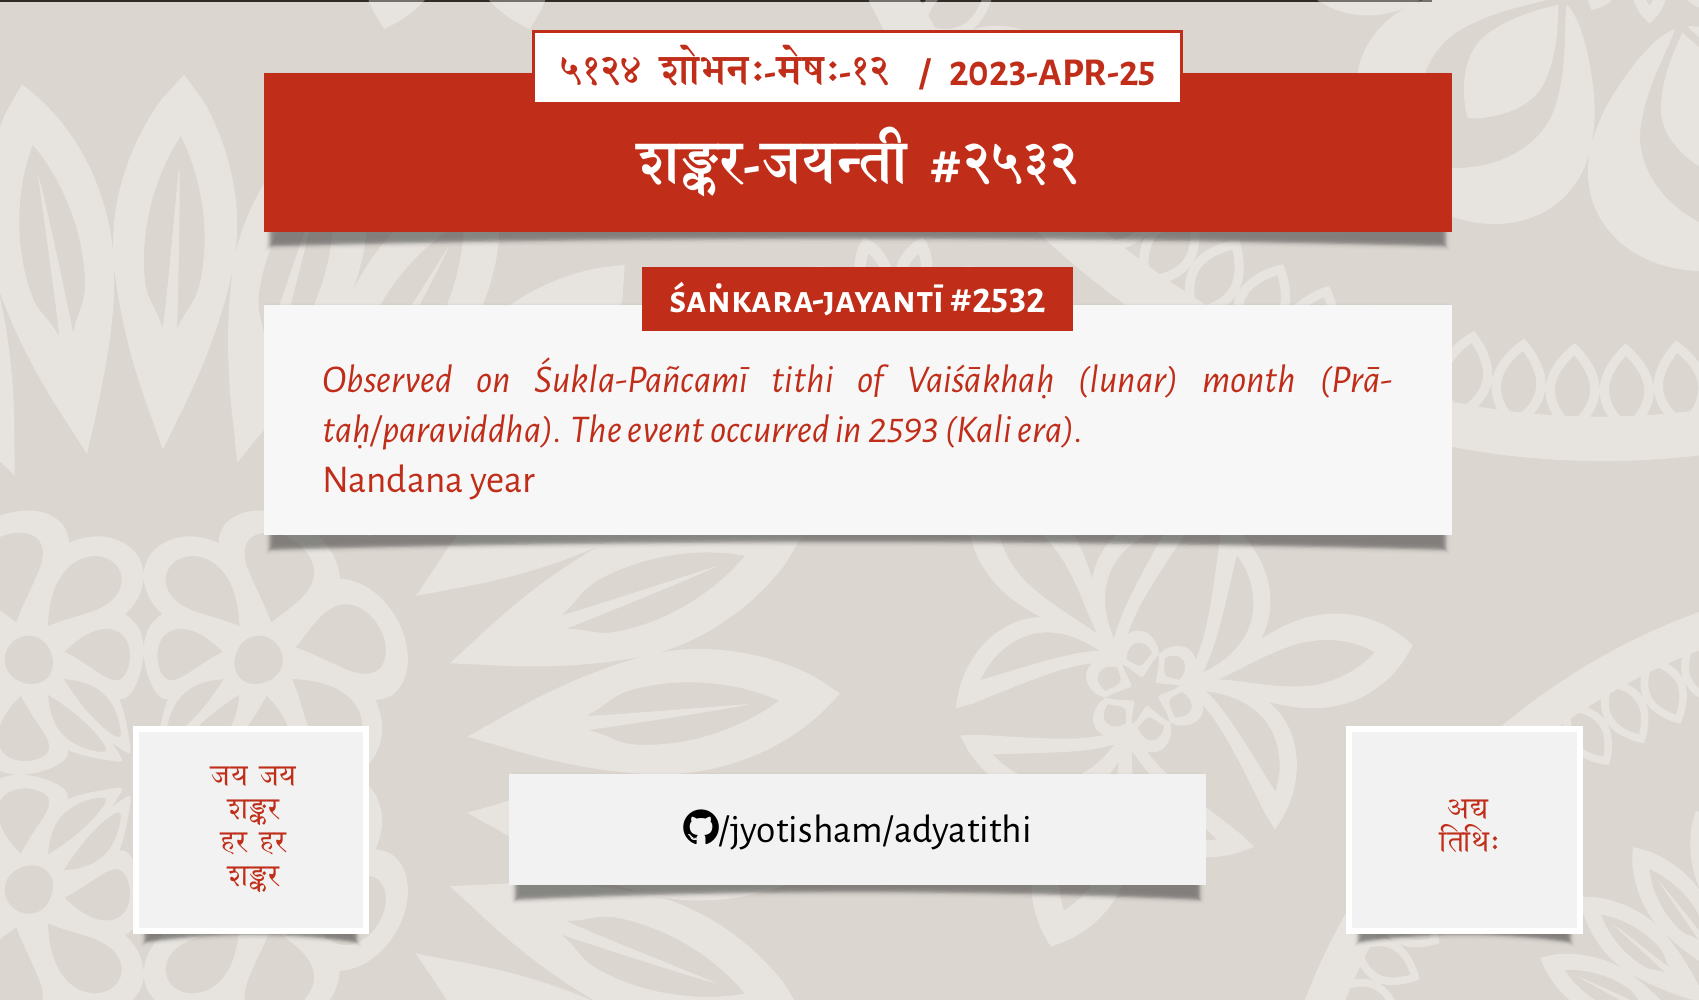 ५१२४ शोभनः-मेषः-१२ / 2023-APR-25
शङ्कर-जयन्ती #२५३२
ŚAṄKARA-JAYANTĪ #2532
Observed on Śukla-Pañcamī tithi of Vaiśākhaḥ (lunar) month (Prā-
taḥ/paraviddha). The event occurred in 2593 (Kali era).
Nandana year
जय जय
शङ्कर
हर हर
शङ्कर
/jyotisham/adyatithi
अद्य
तिथिः